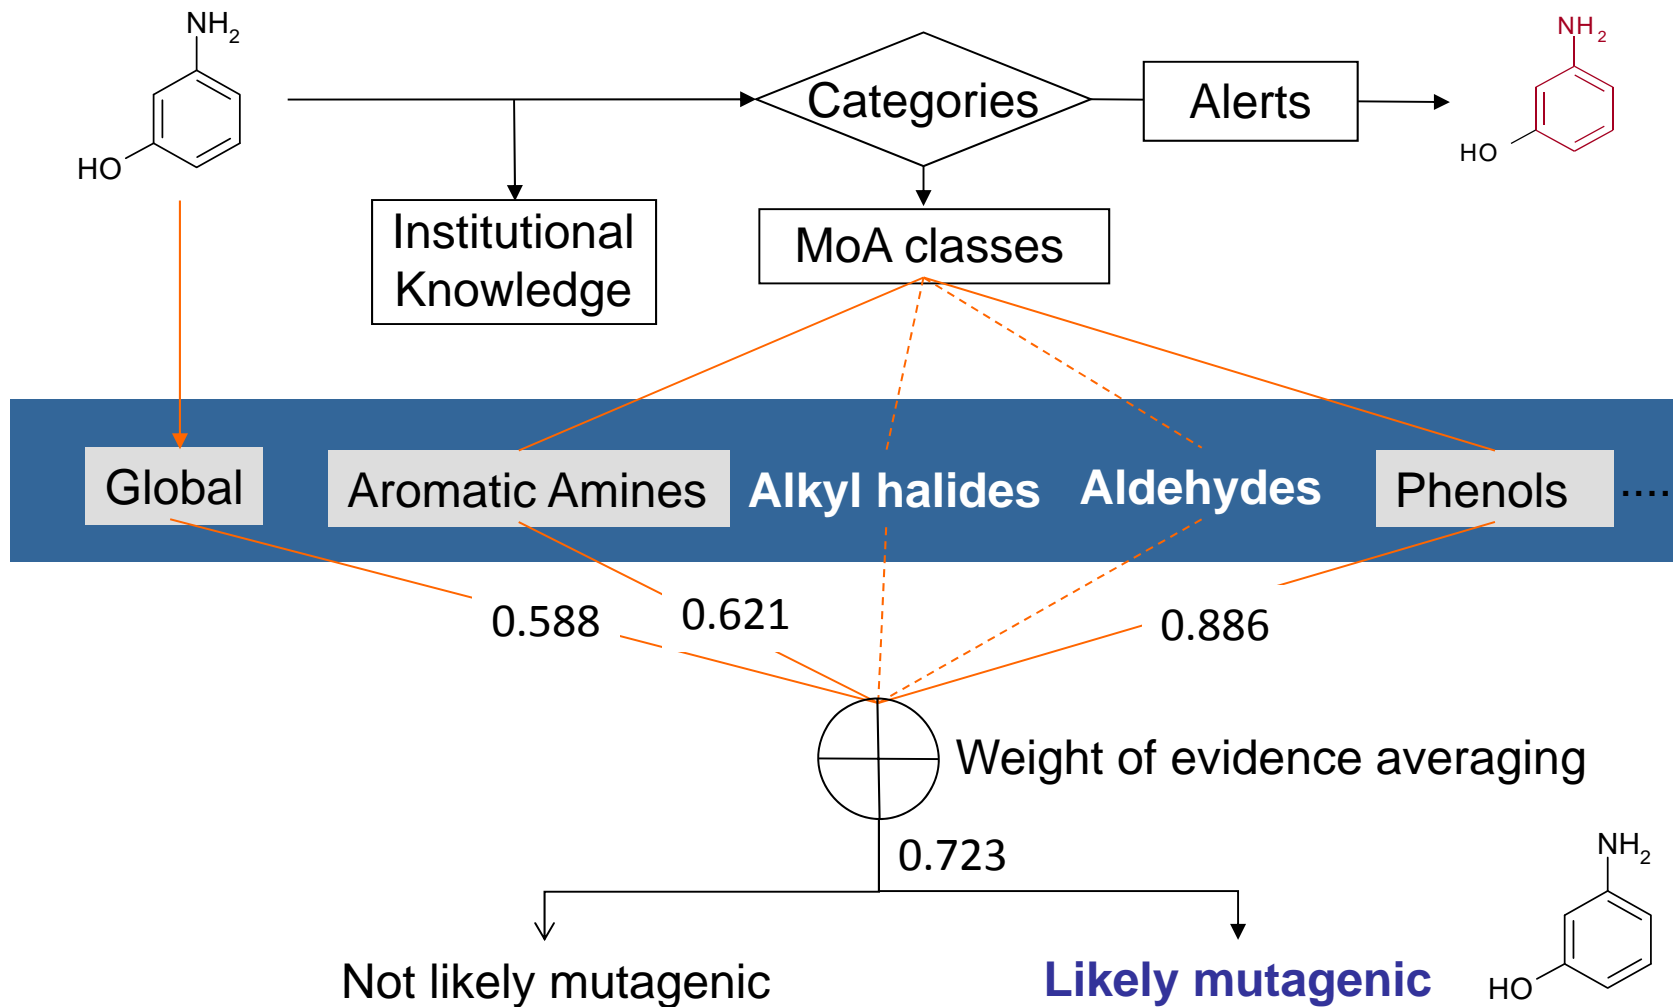 NH2
HO
Categories
Alerts
NH2
HO
Institutional
Knowledge
MoA classes
Global
Aromatic Amines
Alkyl halides
Aldehydes
Phenols
....
0.588
0.621
0.886
Weight of evidence averaging
0.723
NH2
HO
Not likely mutagenic
Likely mutagenic